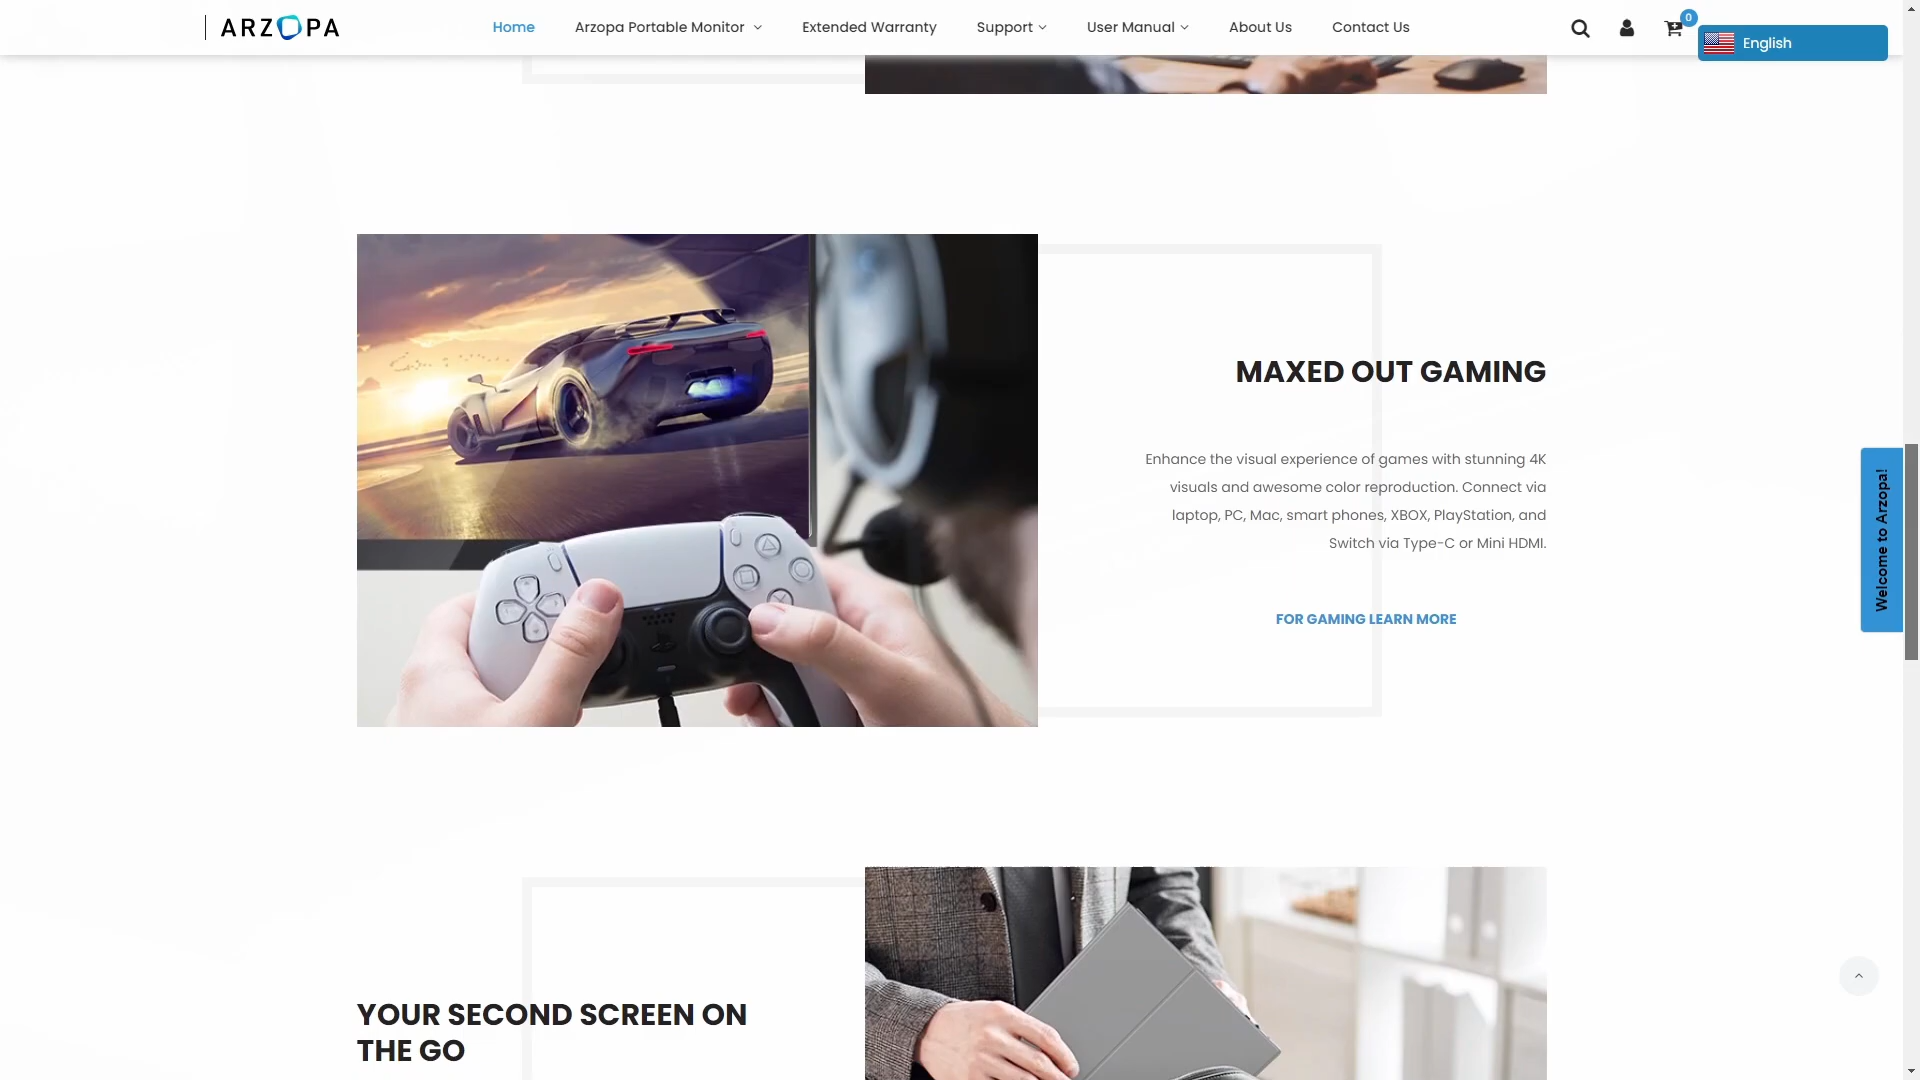 ARZOPA
Home Arzopa Portable Monitor Extended Warranty Support User Manual About Us Contact Us
0
English
MAXED OUT GAMING
Enhance the visual experience of games with stunning 4K
visuals and awesome color reproduction. Connect via
laptop, PC, Mac, smart phones, XBOX, PlayStation, and
Switch via Type-C or Mini HDMI.
FOR GAMING LEARN MORE
Welcome to Arzopa!
YOUR SECOND SCREEN ON
THE GO